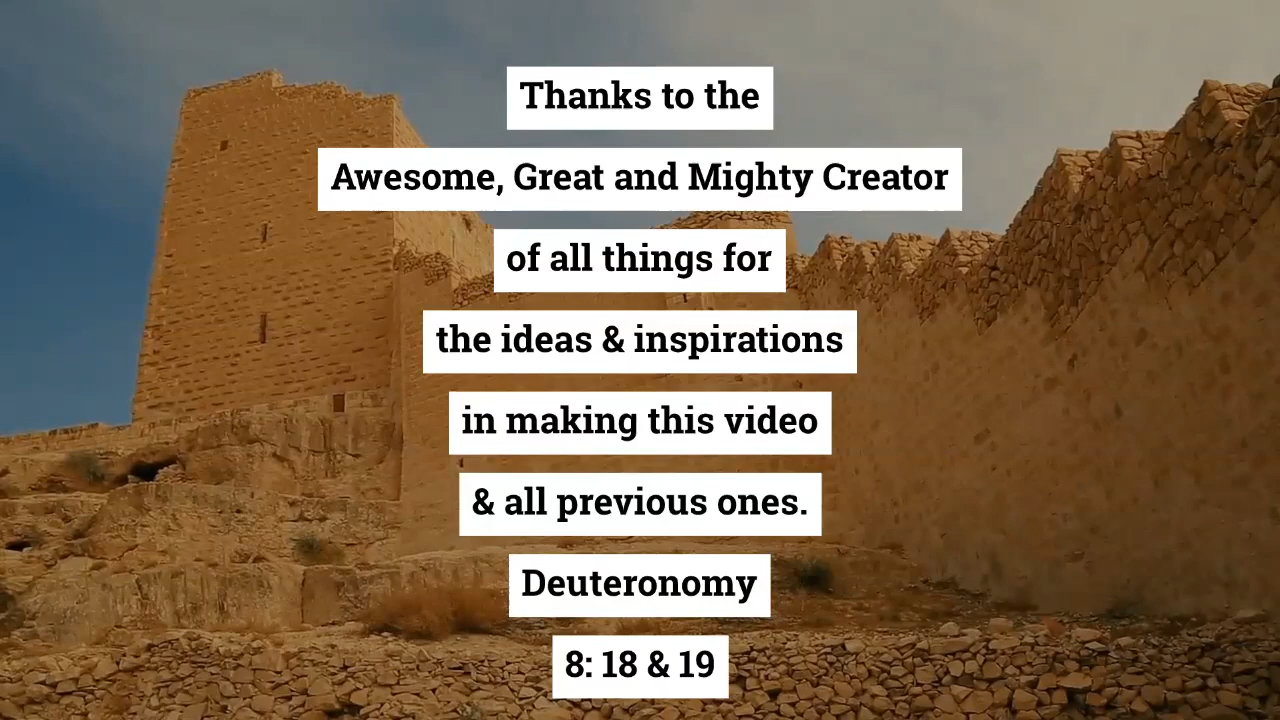 Thanks to the
Awesome, Great and Mighty Creator
of all things for
the ideas & inspirations
in making this video
& all previous ones.
Deuteronomy
8: 18 & 19